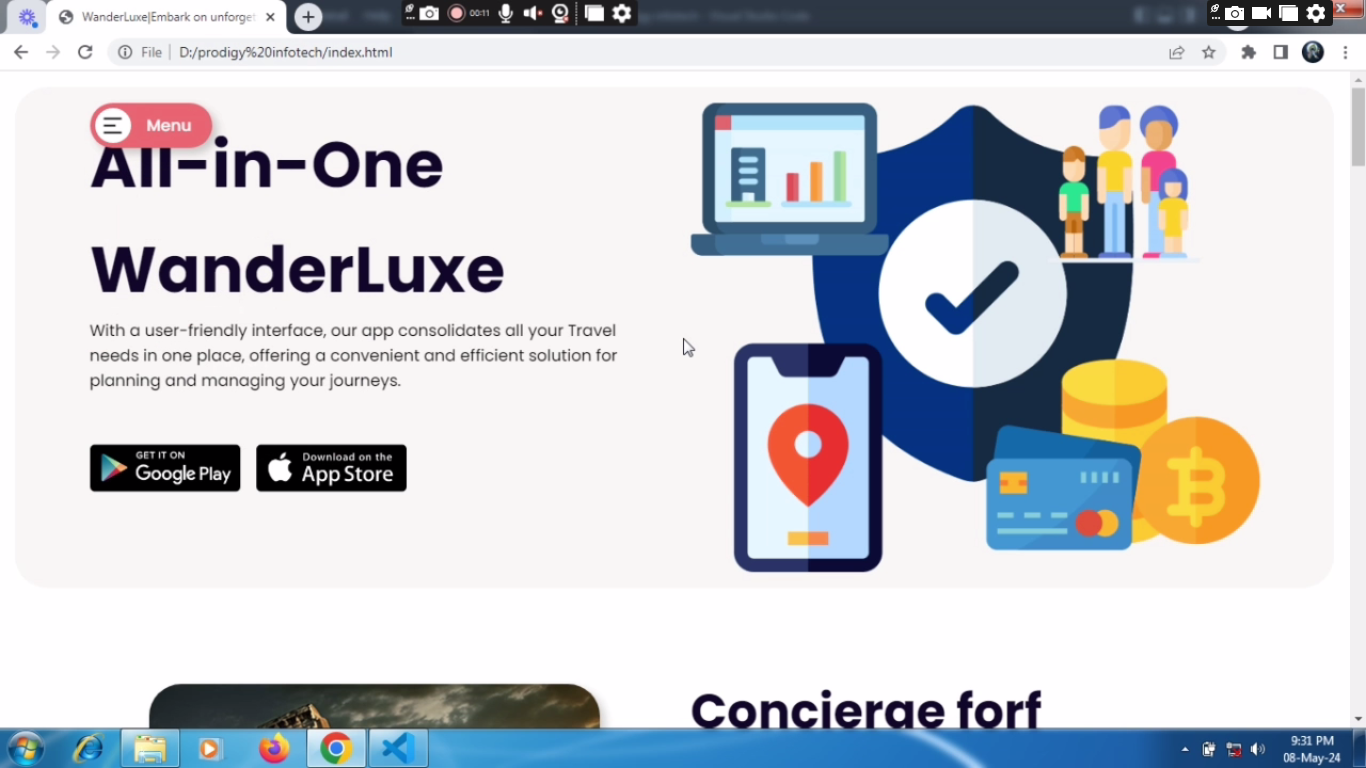 WanderLuxe|Embark on unforget
00:11
File
D:/prodigy%20infotech/index.html
Menu
All-in-One
WanderLuxe
With a user-friendly interface, our app consolidates all your Travel
needs in one place, offering a convenient and efficient solution for
planning and managing your journeys.
GET IT ON
Google Play
Download on the
App Store
Concierge forf
9:31 PM
08-May-24